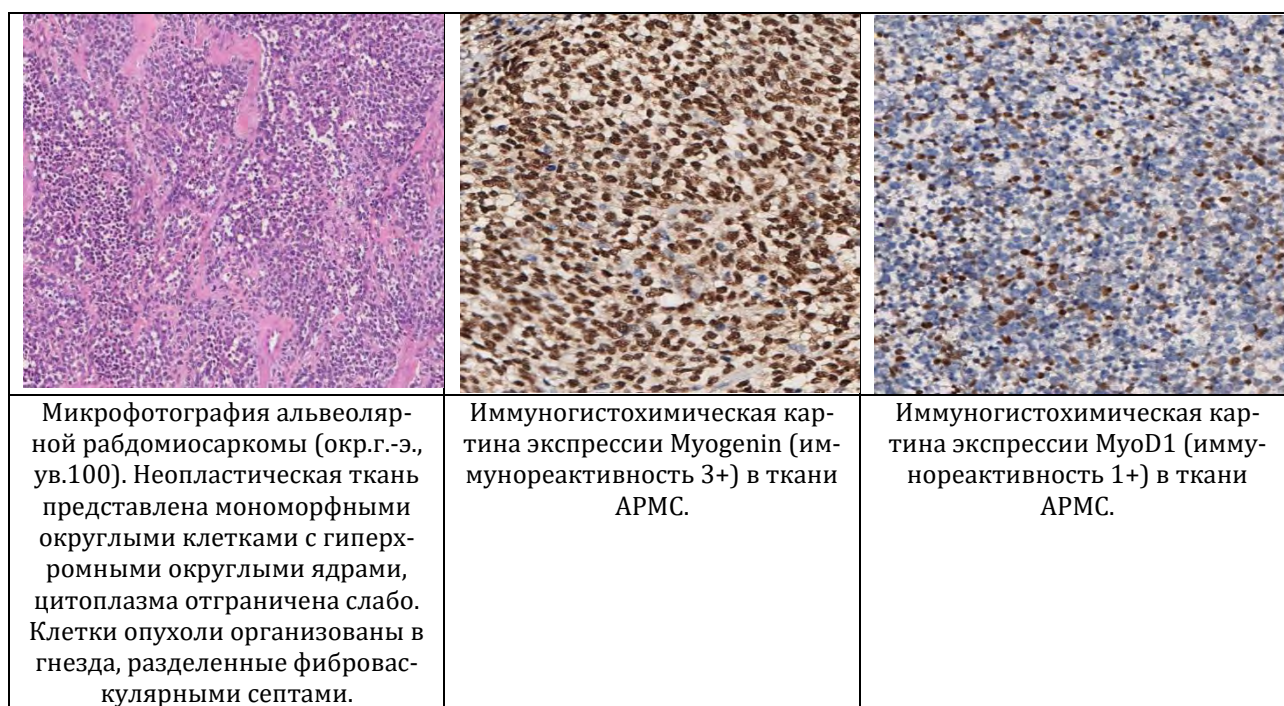 Микрофотография альвеоляр-
ной рабдомиосаркомы (окр.г.-э.,
ув.100). Неопластическая ткань
представлена мономорфными
округлыми клетками с гиперх-
ромными округлыми ядрами,
цитоплазма отграничена слабо.
Клетки опухоли организованы в
гнезда, разделенные фиброvas-
кулярными септами.
Иммуногистохимическая кар-
тина экспрессии Myogenin (им-
мунореактивность 3+) в ткани
АРМС.
Иммуногистохимическая кар-
тина экспрессии MyoD1 (имму-
нореактивность 1+) в ткани
АРМС.